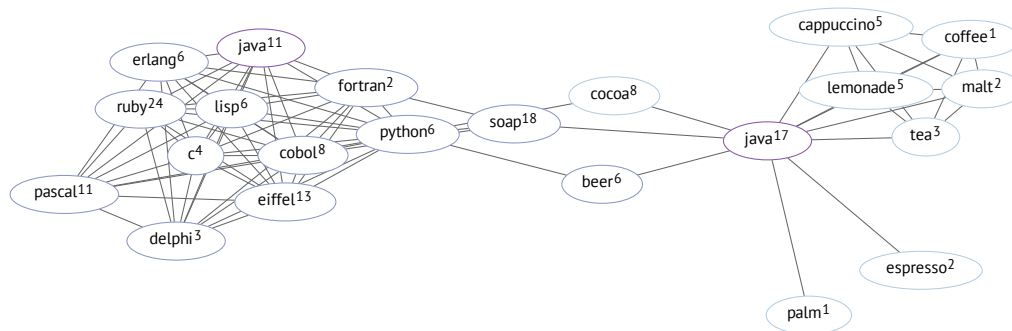 cappuccino⁵
coffee¹
java¹¹
erlang⁶
fortran²
lemonade⁵
malt²
cocoa⁸
ruby²⁴
lisp⁶
soap¹⁸
python⁶
java¹⁷
tea³
c⁴
cobol⁸
beer⁶
pascal¹¹
eiffel¹³
delphi³
espresso²
palm¹